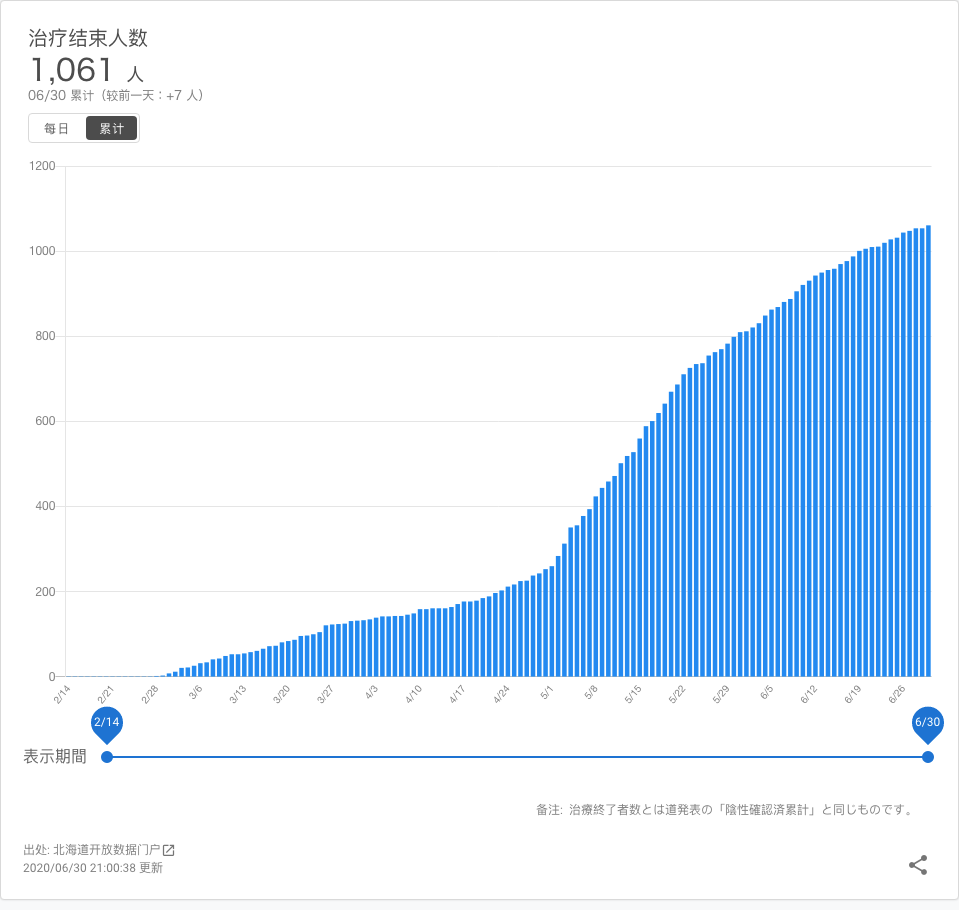 治疗结束人数
1,061 人
06/30 累计（较前一天：+7 人）
每日 累计
1200
1000
800
600
400
200
0
2/14 2/21 2/28 3/6 3/13 3/20 3/27 4/3 4/10 4/17 4/24 5/1 5/8 5/15 5/22 5/29 6/5 6/12 6/19 6/26
2/14 6/30
表示期間
备注: 治療終了者数とは道発表の「陰性確認済累計」と同じものです。
出处: 北海道开放数据门户
2020/06/30 21:00:38 更新